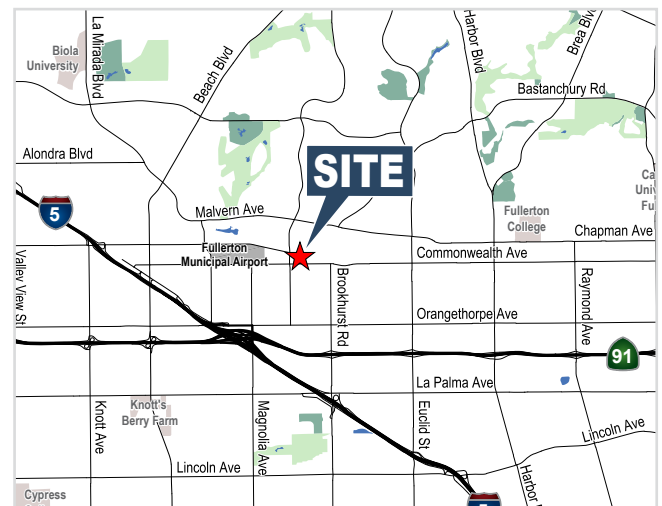 Biola
University
La Mirada Blvd
Beach Blvd
Harbor Blvd
Brea Blvd
Bastanchury Rd
Alondra Blvd
SITE
5
Malvern Ave
Fullerton
College
Ca
Fu
Chapman Ave
Fullerton
Municipal Airport
Commonwealth Ave
Valley View St
Brookhurst Rd
Raymond Ave
Orangethorpe Ave
91
La Palma Ave
Knott's
Berry Farm
Knott Ave
Magnolia Ave
Euclid St
Lincoln Ave
Lincoln Ave
Harbor
Cypress